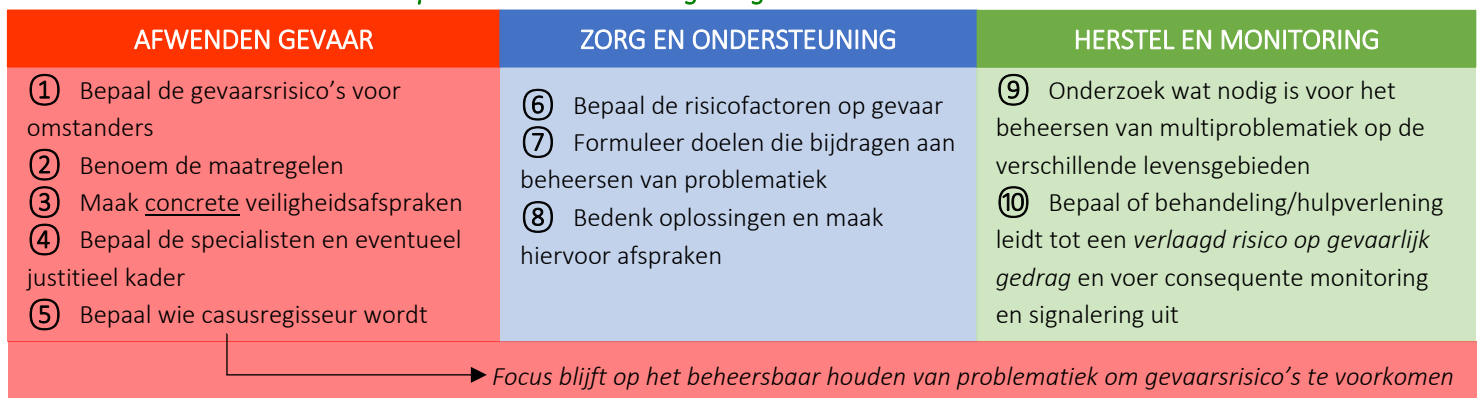 AFWENDEN GEVAAR
① Bepaal de gevaarsrisico's voor
omstanders
② Benoem de maatregelen
③ Maak concrete veiligheidsafspraken
④ Bepaal de specialisten en eventueel
justitieel kader
⑤ Bepaal wie casusregisseur wordt
ZORG EN ONDERSTEUNING
⑥ Bepaal de risicofactoren op gevaar
⑦ Formuleer doelen die bijdragen aan
beheersen van problematiek
⑧ Bedenk oplossingen en maak
hiervoor afspraken
HERSTEL EN MONITORING
⑨ Onderzoek wat nodig is voor het
beheersen van multiproblematiek op de
verschillende levensgebieden
⑩ Bepaal of behandeling/hulpverlening
leidt tot een verlaagd risico op gevaarlijk
gedrag en voer consequente monitoring
en signalering uit
Focus blijft op het beheersbaar houden van problematiek om gevaarsrisico's te voorkomen